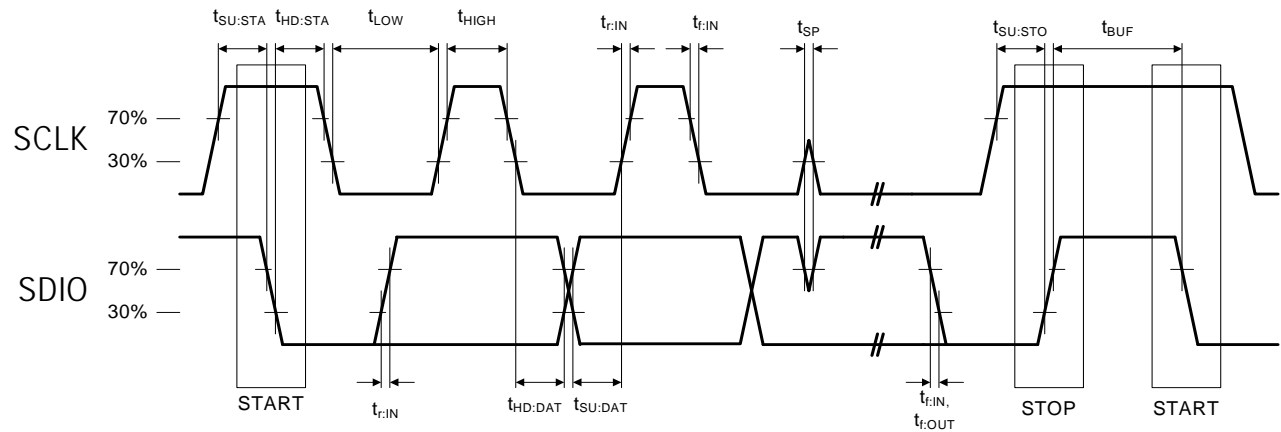 tSU:STA tHD:STA tLOW tHIGH tr:IN tf:IN tSP tSU:STO tBUF
SCLK
70%
30%
SDIO
70%
30%
START
tr:IN
tHD:DAT tSU:DAT
tf:IN,
tf:OUT
STOP
START